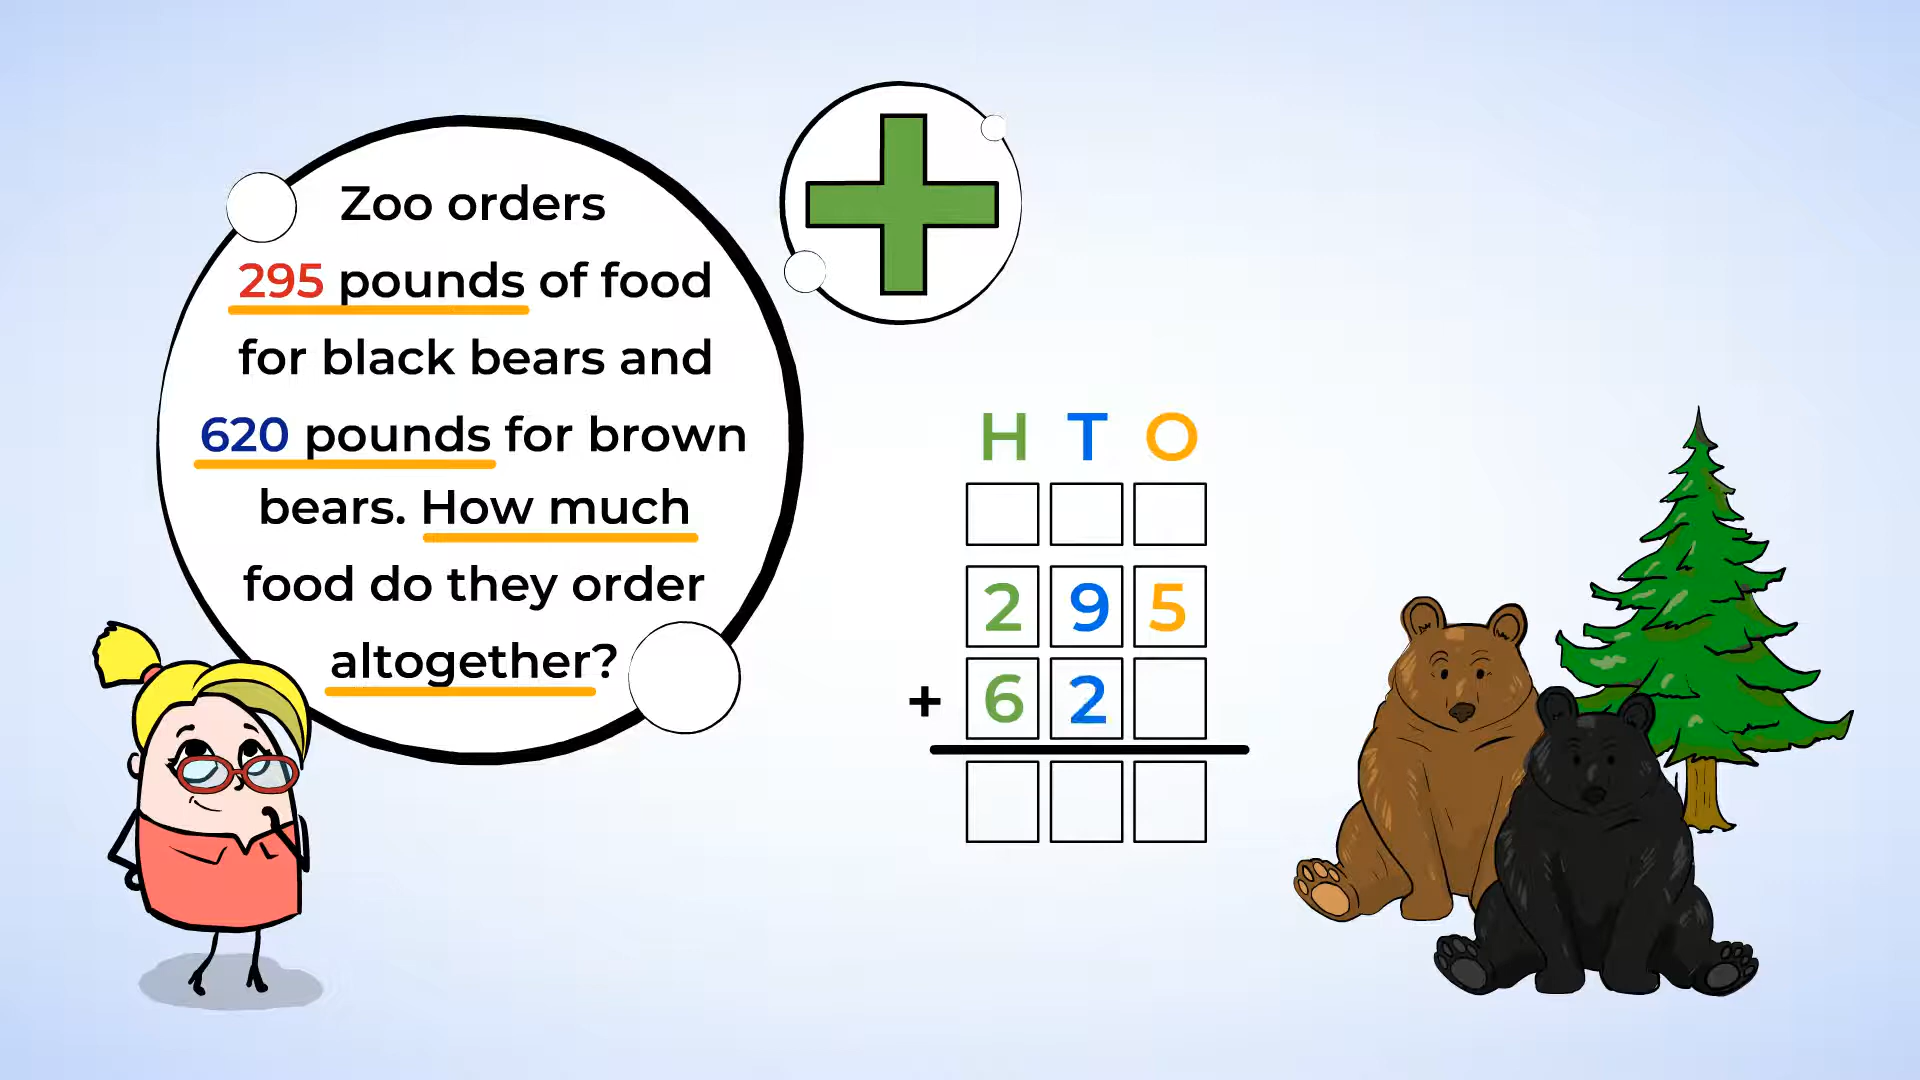 Zoo orders
295 pounds of food
for black bears and
620 pounds for brown
bears. How much
food do they order
altogether?
H T O
2 9 5
+ 6 2